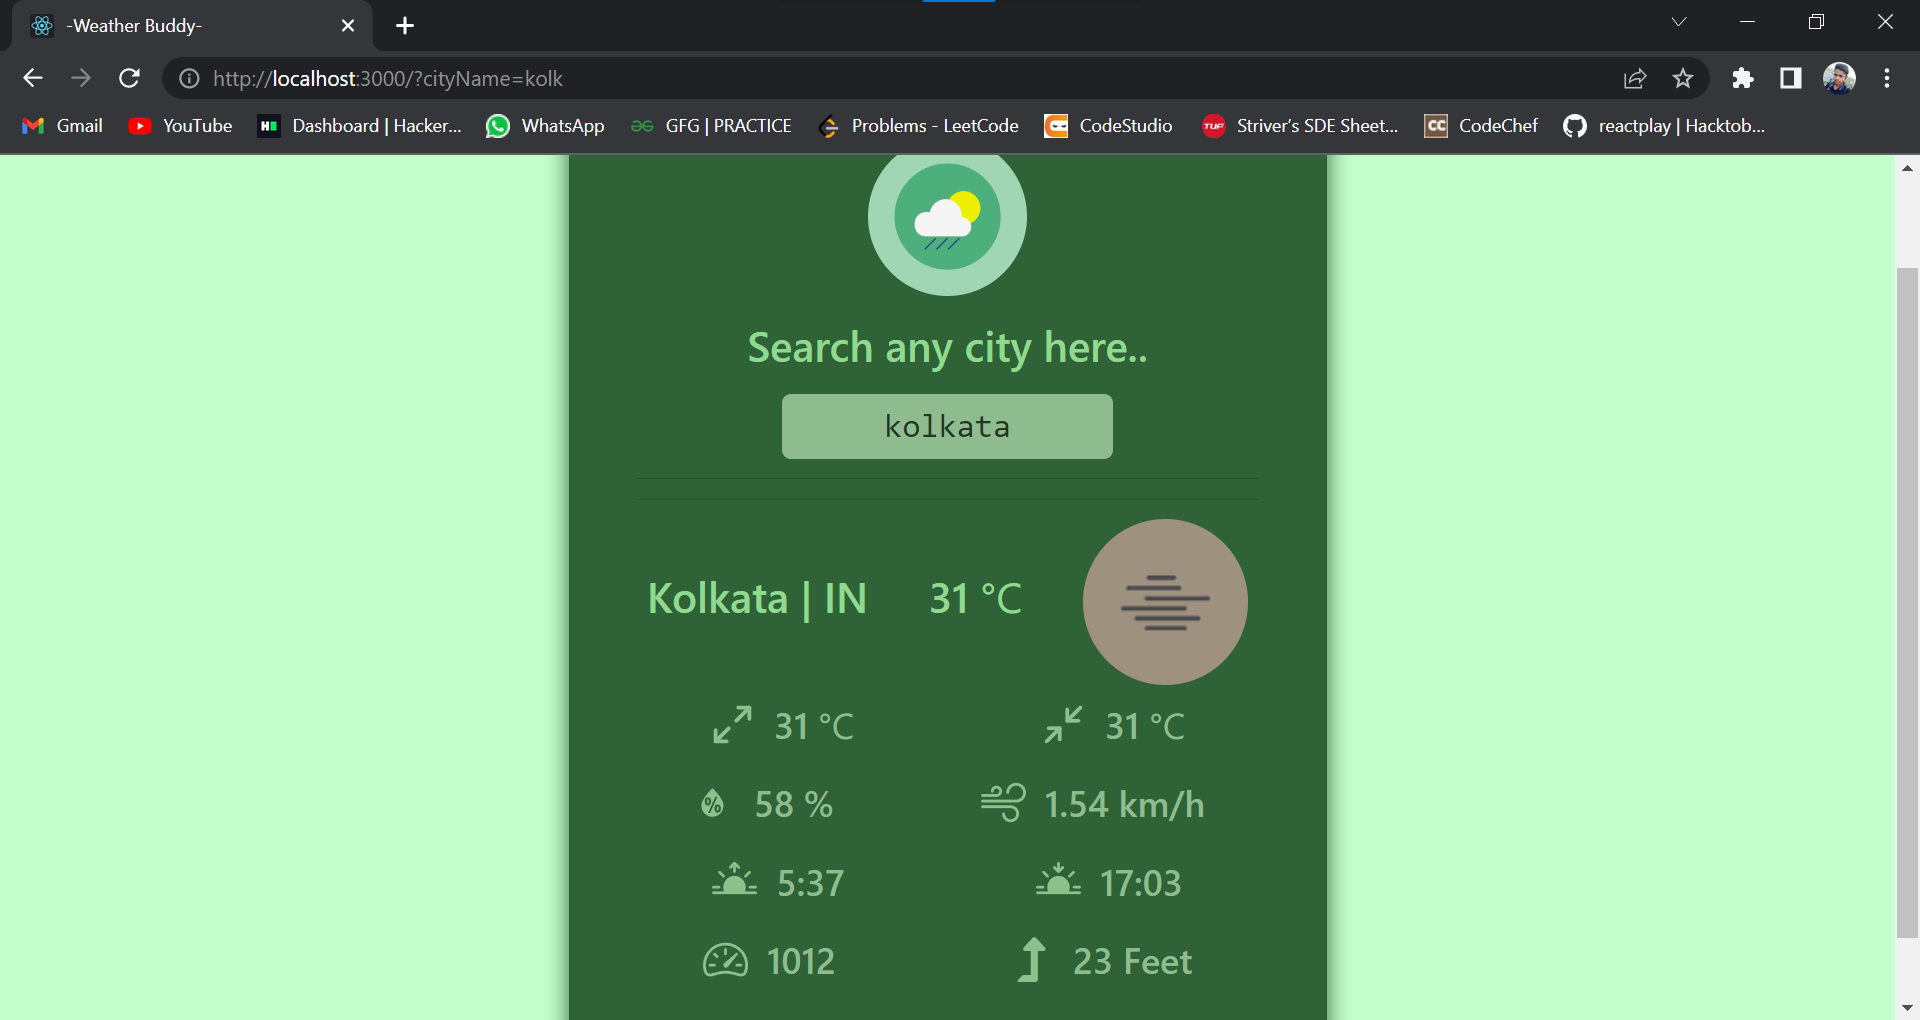 -Weather Buddy-
http://localhost:3000/?cityName=kolk
Gmail YouTube Dashboard | Hacker... WhatsApp GFG | PRACTICE Problems - LeetCode CodeStudio Striver's SDE Sheet... CodeChef reactplay | Hacktob...
Search any city here..
kolkata
Kolkata | IN 31 °C
31 °C 31 °C
58 % 1.54 km/h
5:37 17:03
1012 23 Feet